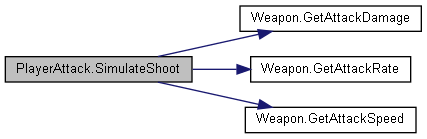 Weapon.GetAttackDamage
PlayerAttack.SimulateShoot
Weapon.GetAttackRate
Weapon.GetAttackSpeed